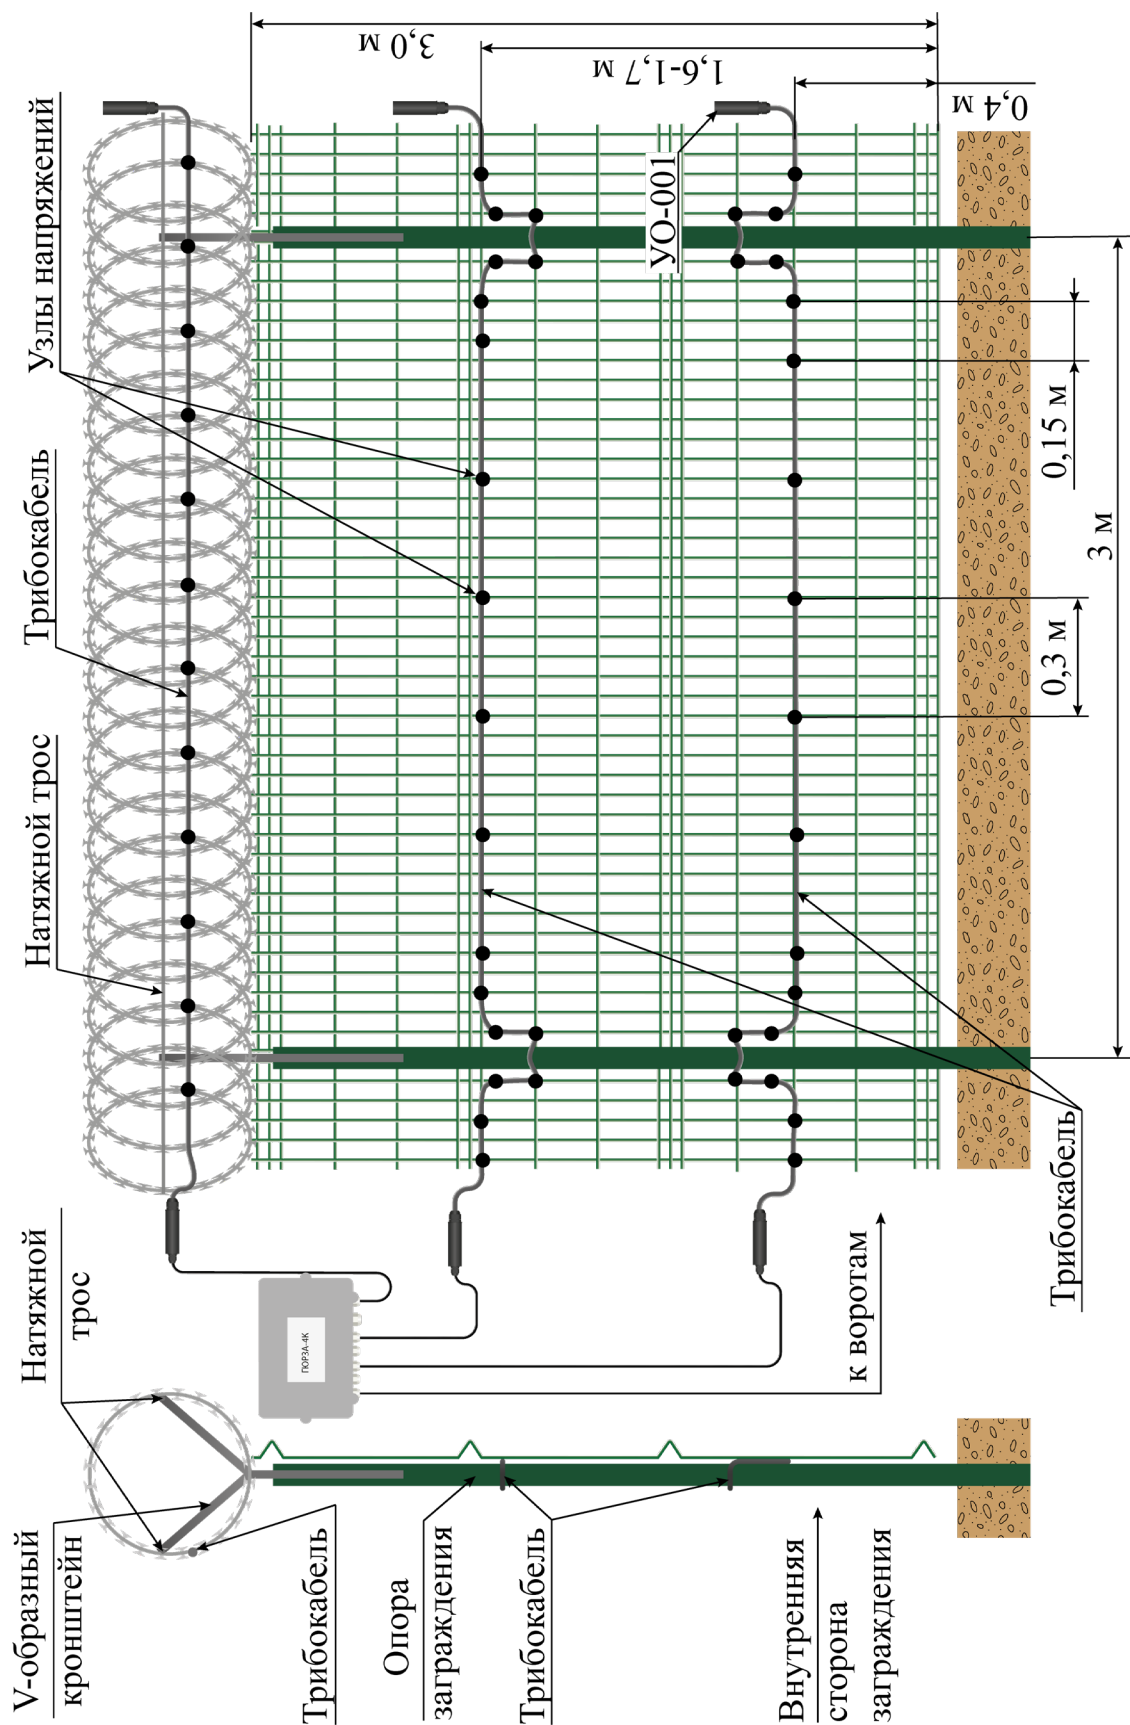 Натяжной
трос
Натяжной трос
Трибокабель
Узлы напряжений
V-образный
кронштейн
Трибокабель
Опора
заграждения
Трибокабель
Внутренняя
сторона
заграждения
ПЮРЗА-4К
к воротам
Трибокабель
УО-001
3,0 м
1,6-1,7 м
0,4 м
0,15 м
0,3 м
3 м